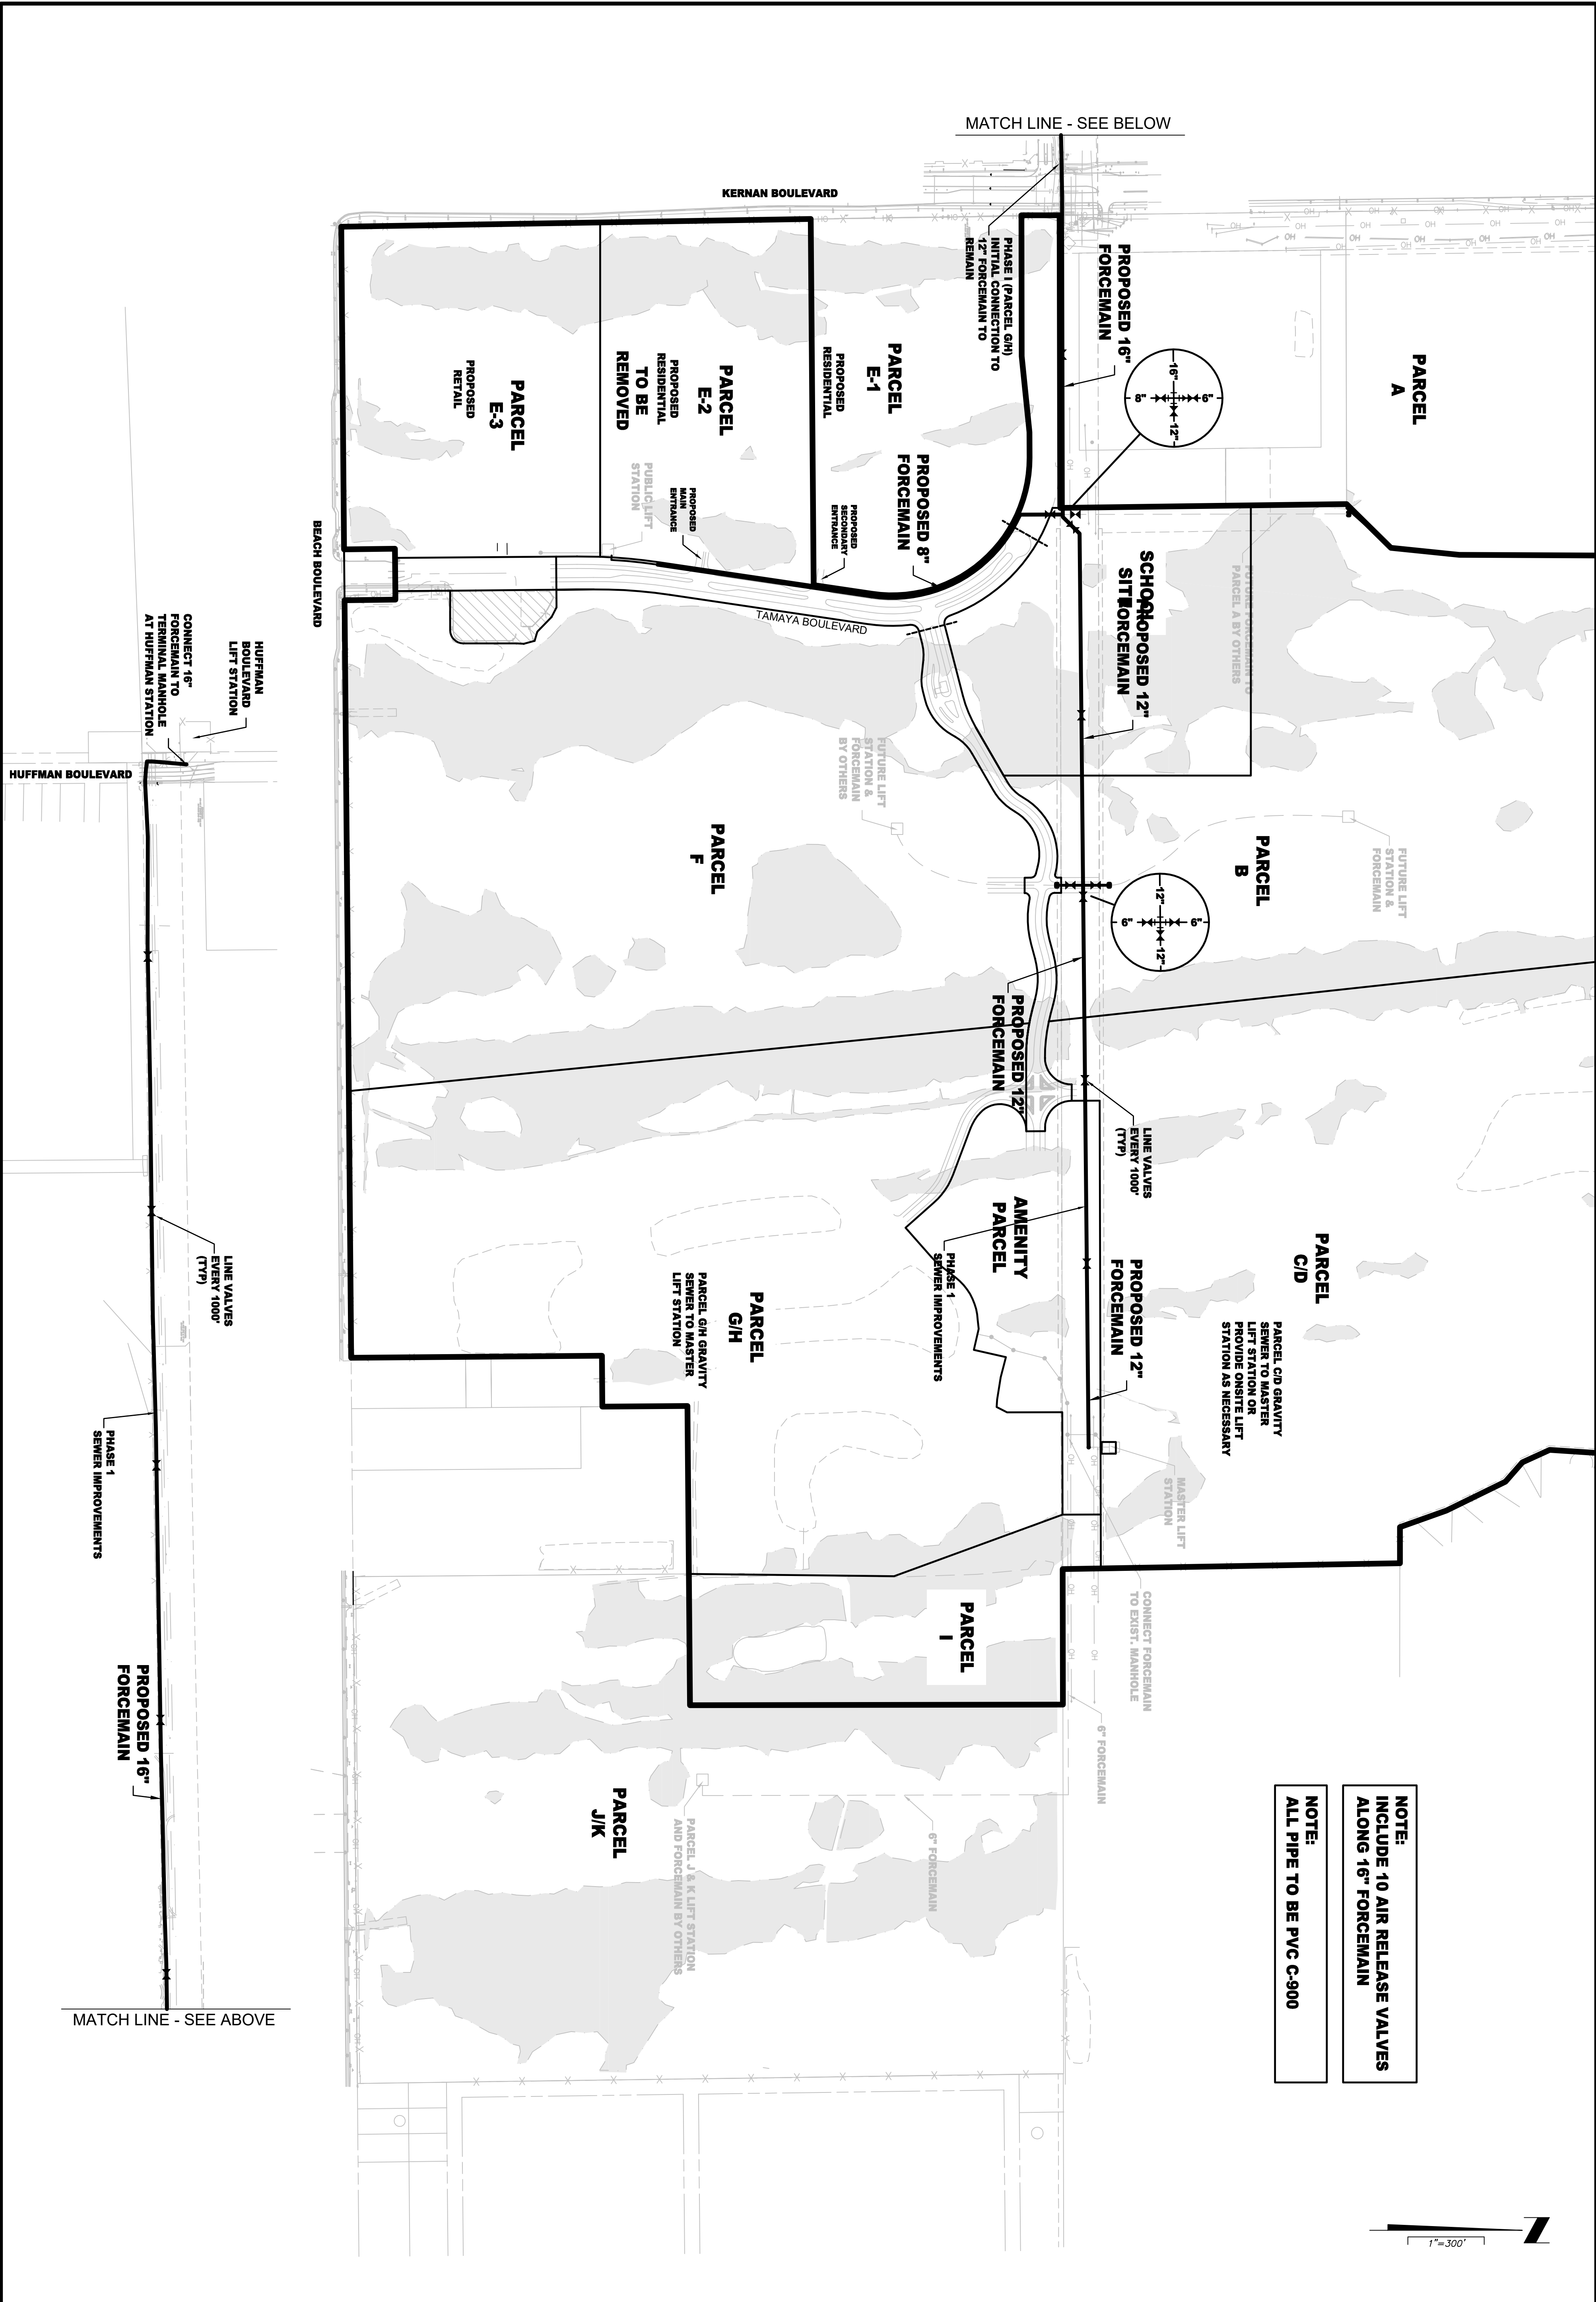 MATCH LINE - SEE BELOW
KERNAN BOULEVARD
PHASE I (PARCEL G/H)
INITIAL CONNECTION TO
12" FORCEMAIN TO
REMAIN
PROPOSED 16"
FORCEMAIN
16"
6"
12"
8"
PARCEL
A
PARCEL
E-1
PROPOSED
RESIDENTIAL
PARCEL
E-2
PROPOSED
RESIDENTIAL
TO BE
REMOVED
PARCEL
E-3
PROPOSED
RETAIL
PUBLIC LIFT
STATION
PROPOSED
MAIN
ENTRANCE
PROPOSED
SECONDARY
ENTRANCE
PROPOSED 8"
FORCEMAIN
BEACH BOULEVARD
TAMAYA BOULEVARD
SCHOOL
SITE
PROPOSED 12"
FORCEMAIN
FUTURE FORCEMAIN TO
PARCEL A BY OTHERS
FUTURE LIFT
STATION &
FORCEMAIN
BY OTHERS
PARCEL
F
PARCEL
B
FUTURE LIFT
STATION &
FORCEMAIN
12"
6"
12"
6"
PROPOSED 12"
FORCEMAIN
LINE VALVES
EVERY 1000'
(TYP)
AMENITY
PARCEL
PHASE 1
SEWER IMPROVEMENTS
PROPOSED 12"
FORCEMAIN
PARCEL
C/D
PARCEL C/D GRAVITY
SEWER TO MASTER
LIFT STATION OR
PROVIDE ONSITE LIFT
STATION AS NECESSARY
PARCEL
G/H
PARCEL G/H GRAVITY
SEWER TO MASTER
LIFT STATION
MASTER LIFT
STATION
CONNECT FORCEMAIN
TO EXIST. MANHOLE
PARCEL
I
6" FORCEMAIN
6" FORCEMAIN
PARCEL
J/K
PARCEL J & K LIFT STATION
AND FORCEMAIN BY OTHERS
NOTE:
INCLUDE 10 AIR RELEASE VALVES
ALONG 16" FORCEMAIN
NOTE:
ALL PIPE TO BE PVC C-900
HUFFMAN
BOULEVARD
LIFT STATION
CONNECT 16"
FORCEMAIN TO
TERMINAL MANHOLE
AT HUFFMAN STATION
HUFFMAN BOULEVARD
LINE VALVES
EVERY 1000'
(TYP)
PHASE 1
SEWER IMPROVEMENTS
PROPOSED 16"
FORCEMAIN
MATCH LINE - SEE ABOVE
1"=300'